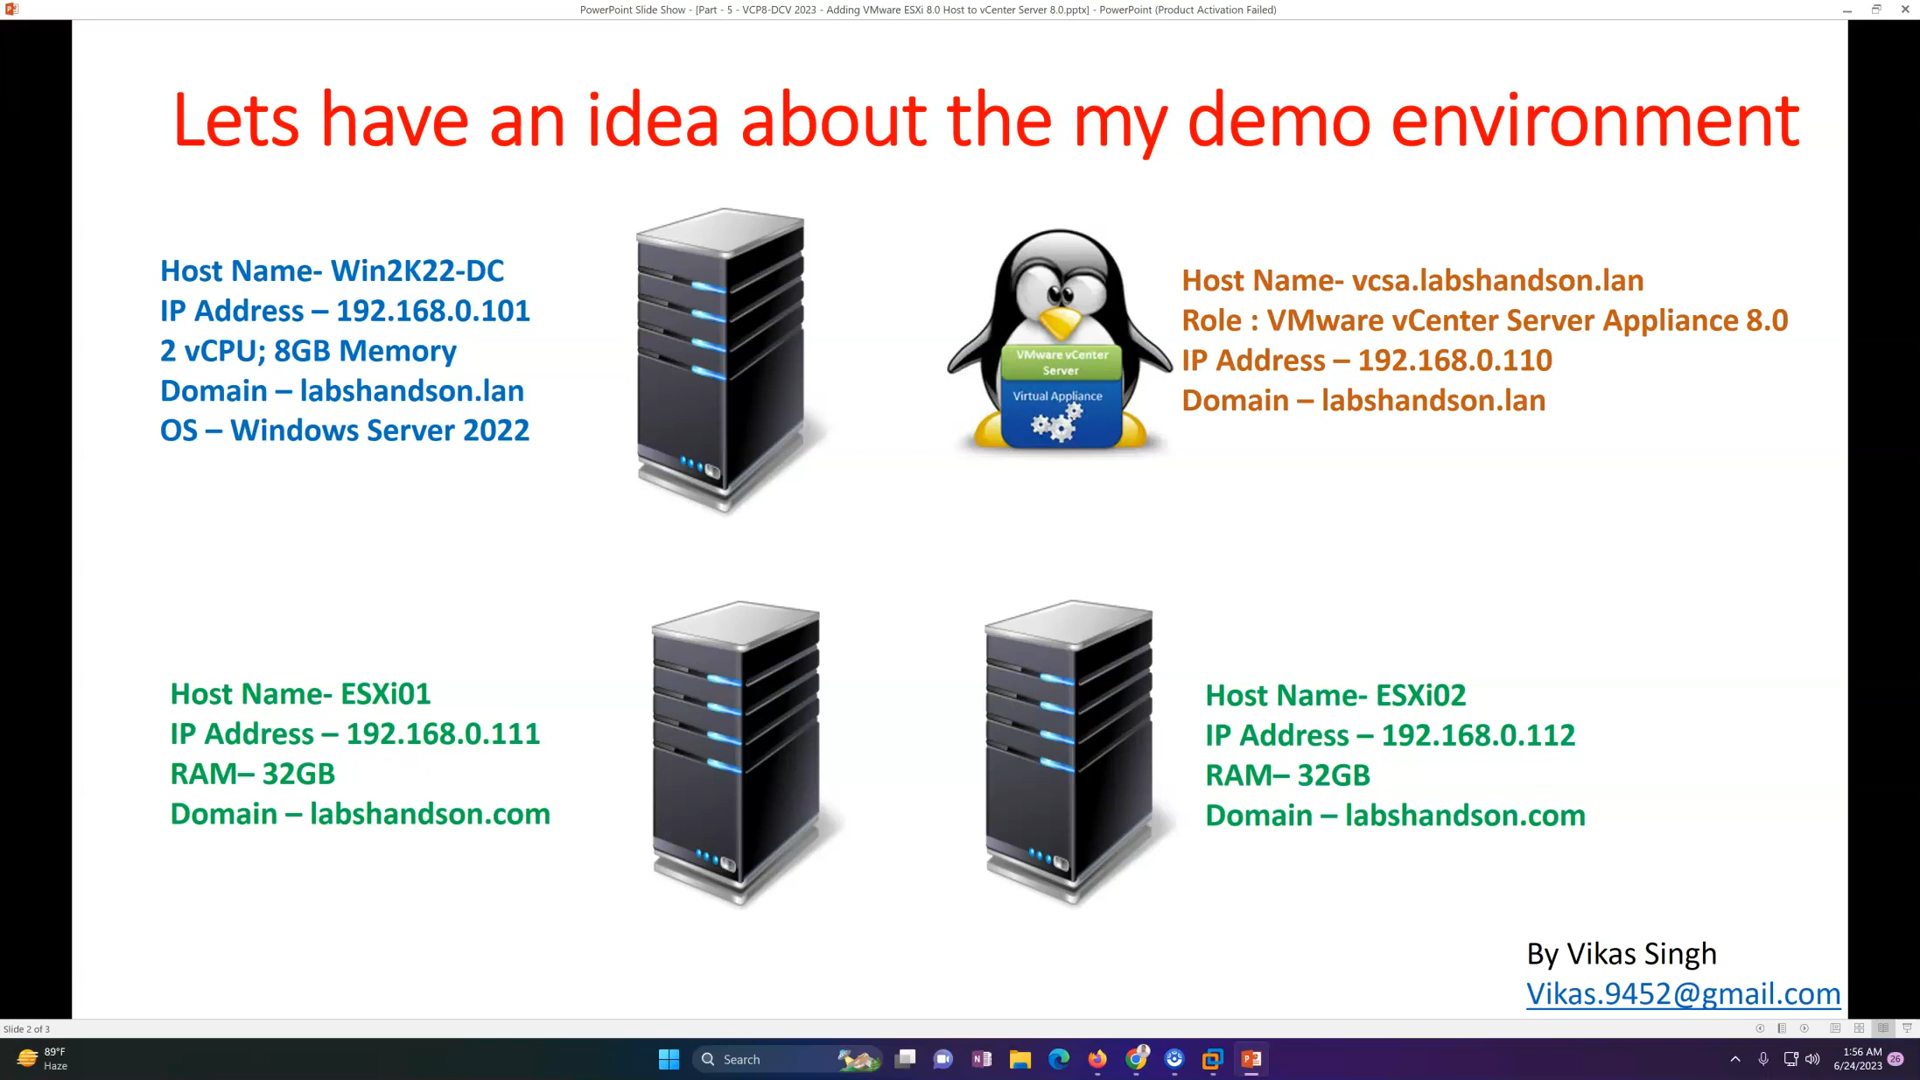 PowerPoint Slide Show - [Part - 5 - VCP8-DCV 2023 - Adding VMware ESXi 8.0 Host to vCenter Server 8.0.pptx] - PowerPoint (Product Activation Failed)
Lets have an idea about the my demo environment
Host Name- Win2K22-DC
IP Address – 192.168.0.101
2 vCPU; 8GB Memory
Domain – labshandson.lan
OS – Windows Server 2022
VMware vCenter
Server
Virtual Appliance
Host Name- vcsa.labshandson.lan
Role : VMware vCenter Server Appliance 8.0
IP Address – 192.168.0.110
Domain – labshandson.lan
Host Name- ESXi01
IP Address – 192.168.0.111
RAM– 32GB
Domain – labshandson.com
Host Name- ESXi02
IP Address – 192.168.0.112
RAM– 32GB
Domain – labshandson.com
By Vikas Singh
Vikas.9452@gmail.com
Slide 2 of 3
89°F
Haze
Search
1:56 AM
6/24/2023
26